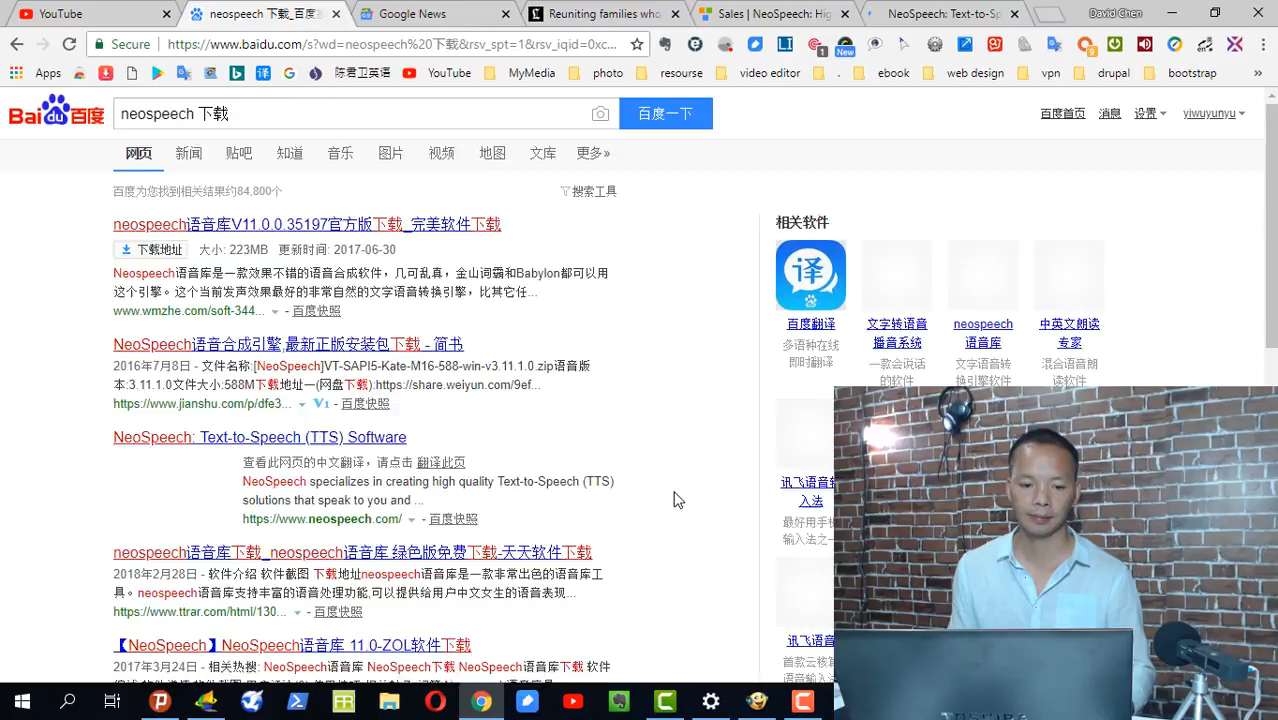 YouTube
neospeech 下载_百度
Google News
Reuniting families who
Sales | NeoSpeech: Hi
NeoSpeech: Text-to-S
David Chen
Secure
https://www.baidu.com/s?wd=neospeech%20下载&rsv_spt=1&rsv_iqid=0xc...
1
New
9
Apps
陈君卫英语
YouTube
MyMedia
photo
resourse
video editor
.
ebook
web design
vpn
drupal
bootstrap
Bai du 百度
neospeech 下载
百度一下
百度首页
消息
设置
yiwuyunyu
网页
新闻
贴吧
知道
音乐
图片
视频
地图
文库
更多»
百度为您找到相关结果约84,800个
搜索工具
neospeech语音库V11.0.0.35197官方版下载_完美软件下载
下载地址
大小: 223MB
更新时间: 2017-06-30
Neospeech语音库是一款效果不错的语音合成软件，几可乱真，金山词霸和Babylon都可以用
这个引擎。这个当前发声效果最好的非常自然的文字语音转换引擎，比其它任...
www.wmzhe.com/soft-344...
- 百度快照
NeoSpeech语音合成引擎,最新正版安装包下载 - 简书
2016年7月8日 - 文件名称:[NeoSpeech]VT-SAPI5-Kate-M16-588-win-v3.11.1.0.zip语音版
本:3.11.1.0文件大小:588M下载地址一(网盘下载):https://share.weiyun.com/9ef...
https://www.jianshu.com/p/dfe3...
V1
- 百度快照
NeoSpeech: Text-to-Speech (TTS) Software
查看此网页的中文翻译，请点击 翻译此页
NeoSpeech specializes in creating high quality Text-to-Speech (TTS)
solutions that speak to you and ...
https://www.neospeech.com/
- 百度快照
neospeech语音库下载_neospeech语音库 绿色版免费下载-天天软件下载
2018年2月28日 - 软件介绍 软件截图 下载地址neospeech语音库是一款非常出色的语音库工
具。neospeech语音库支持丰富的语音处理功能,可以提供给用户中文女生的语音表现...
https://www.ttrar.com/html/130...
- 百度快照
【NeoSpeech】NeoSpeech语音库 11.0-ZOL软件下载
2017年3月24日 - 相关热搜: NeoSpeech语音库 NeoSpeech下载 NeoSpeech语音库下载 软件
相关软件
译
百度翻译
多语种在线
即时翻译
文字转语音
播音系统
一款会说话
的软件
neospeech
语音库
文字语音转
换引擎软件
中英文朗读
专家
混合语音朗
读软件
讯飞语音
入法
最好用手
输入法之一
讯飞语音
首款云核